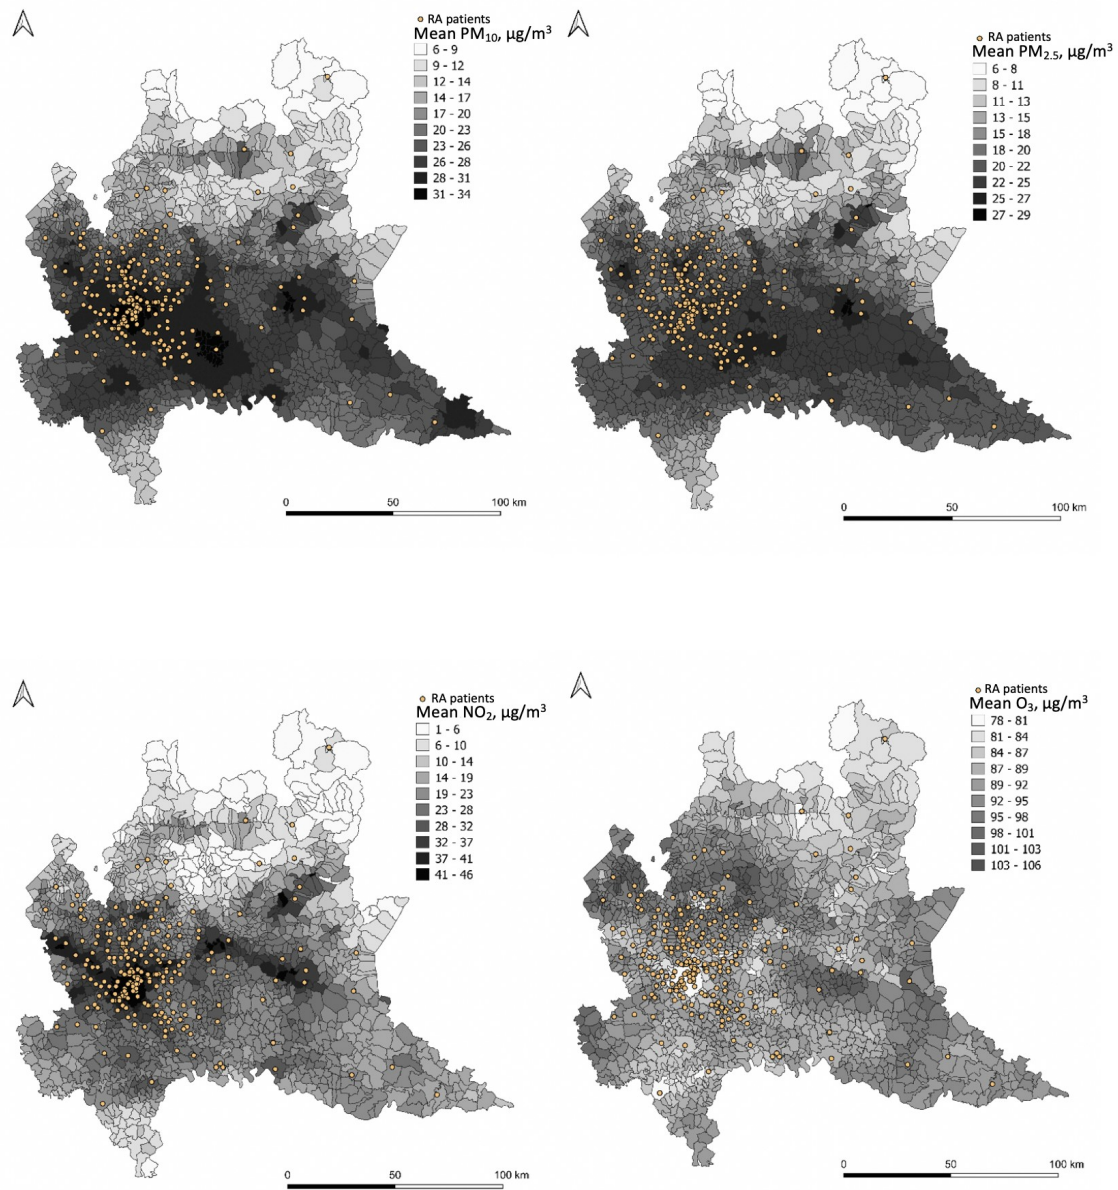 RA patients
Mean PM10, µg/m3
6 - 9
9 - 12
12 - 14
14 - 17
17 - 20
20 - 23
23 - 26
26 - 28
28 - 31
31 - 34
0 50 100 km
RA patients
Mean PM2.5, µg/m3
6 - 8
8 - 11
11 - 13
13 - 15
15 - 18
18 - 20
20 - 22
22 - 25
25 - 27
27 - 29
0 50 100 km
RA patients
Mean NO2, µg/m3
1 - 6
6 - 10
10 - 14
14 - 19
19 - 23
23 - 28
28 - 32
32 - 37
37 - 41
41 - 46
0 50 100 km
RA patients
Mean O3, µg/m3
78 - 81
81 - 84
84 - 87
87 - 89
89 - 92
92 - 95
95 - 98
98 - 101
101 - 103
103 - 106
0 50 100 km